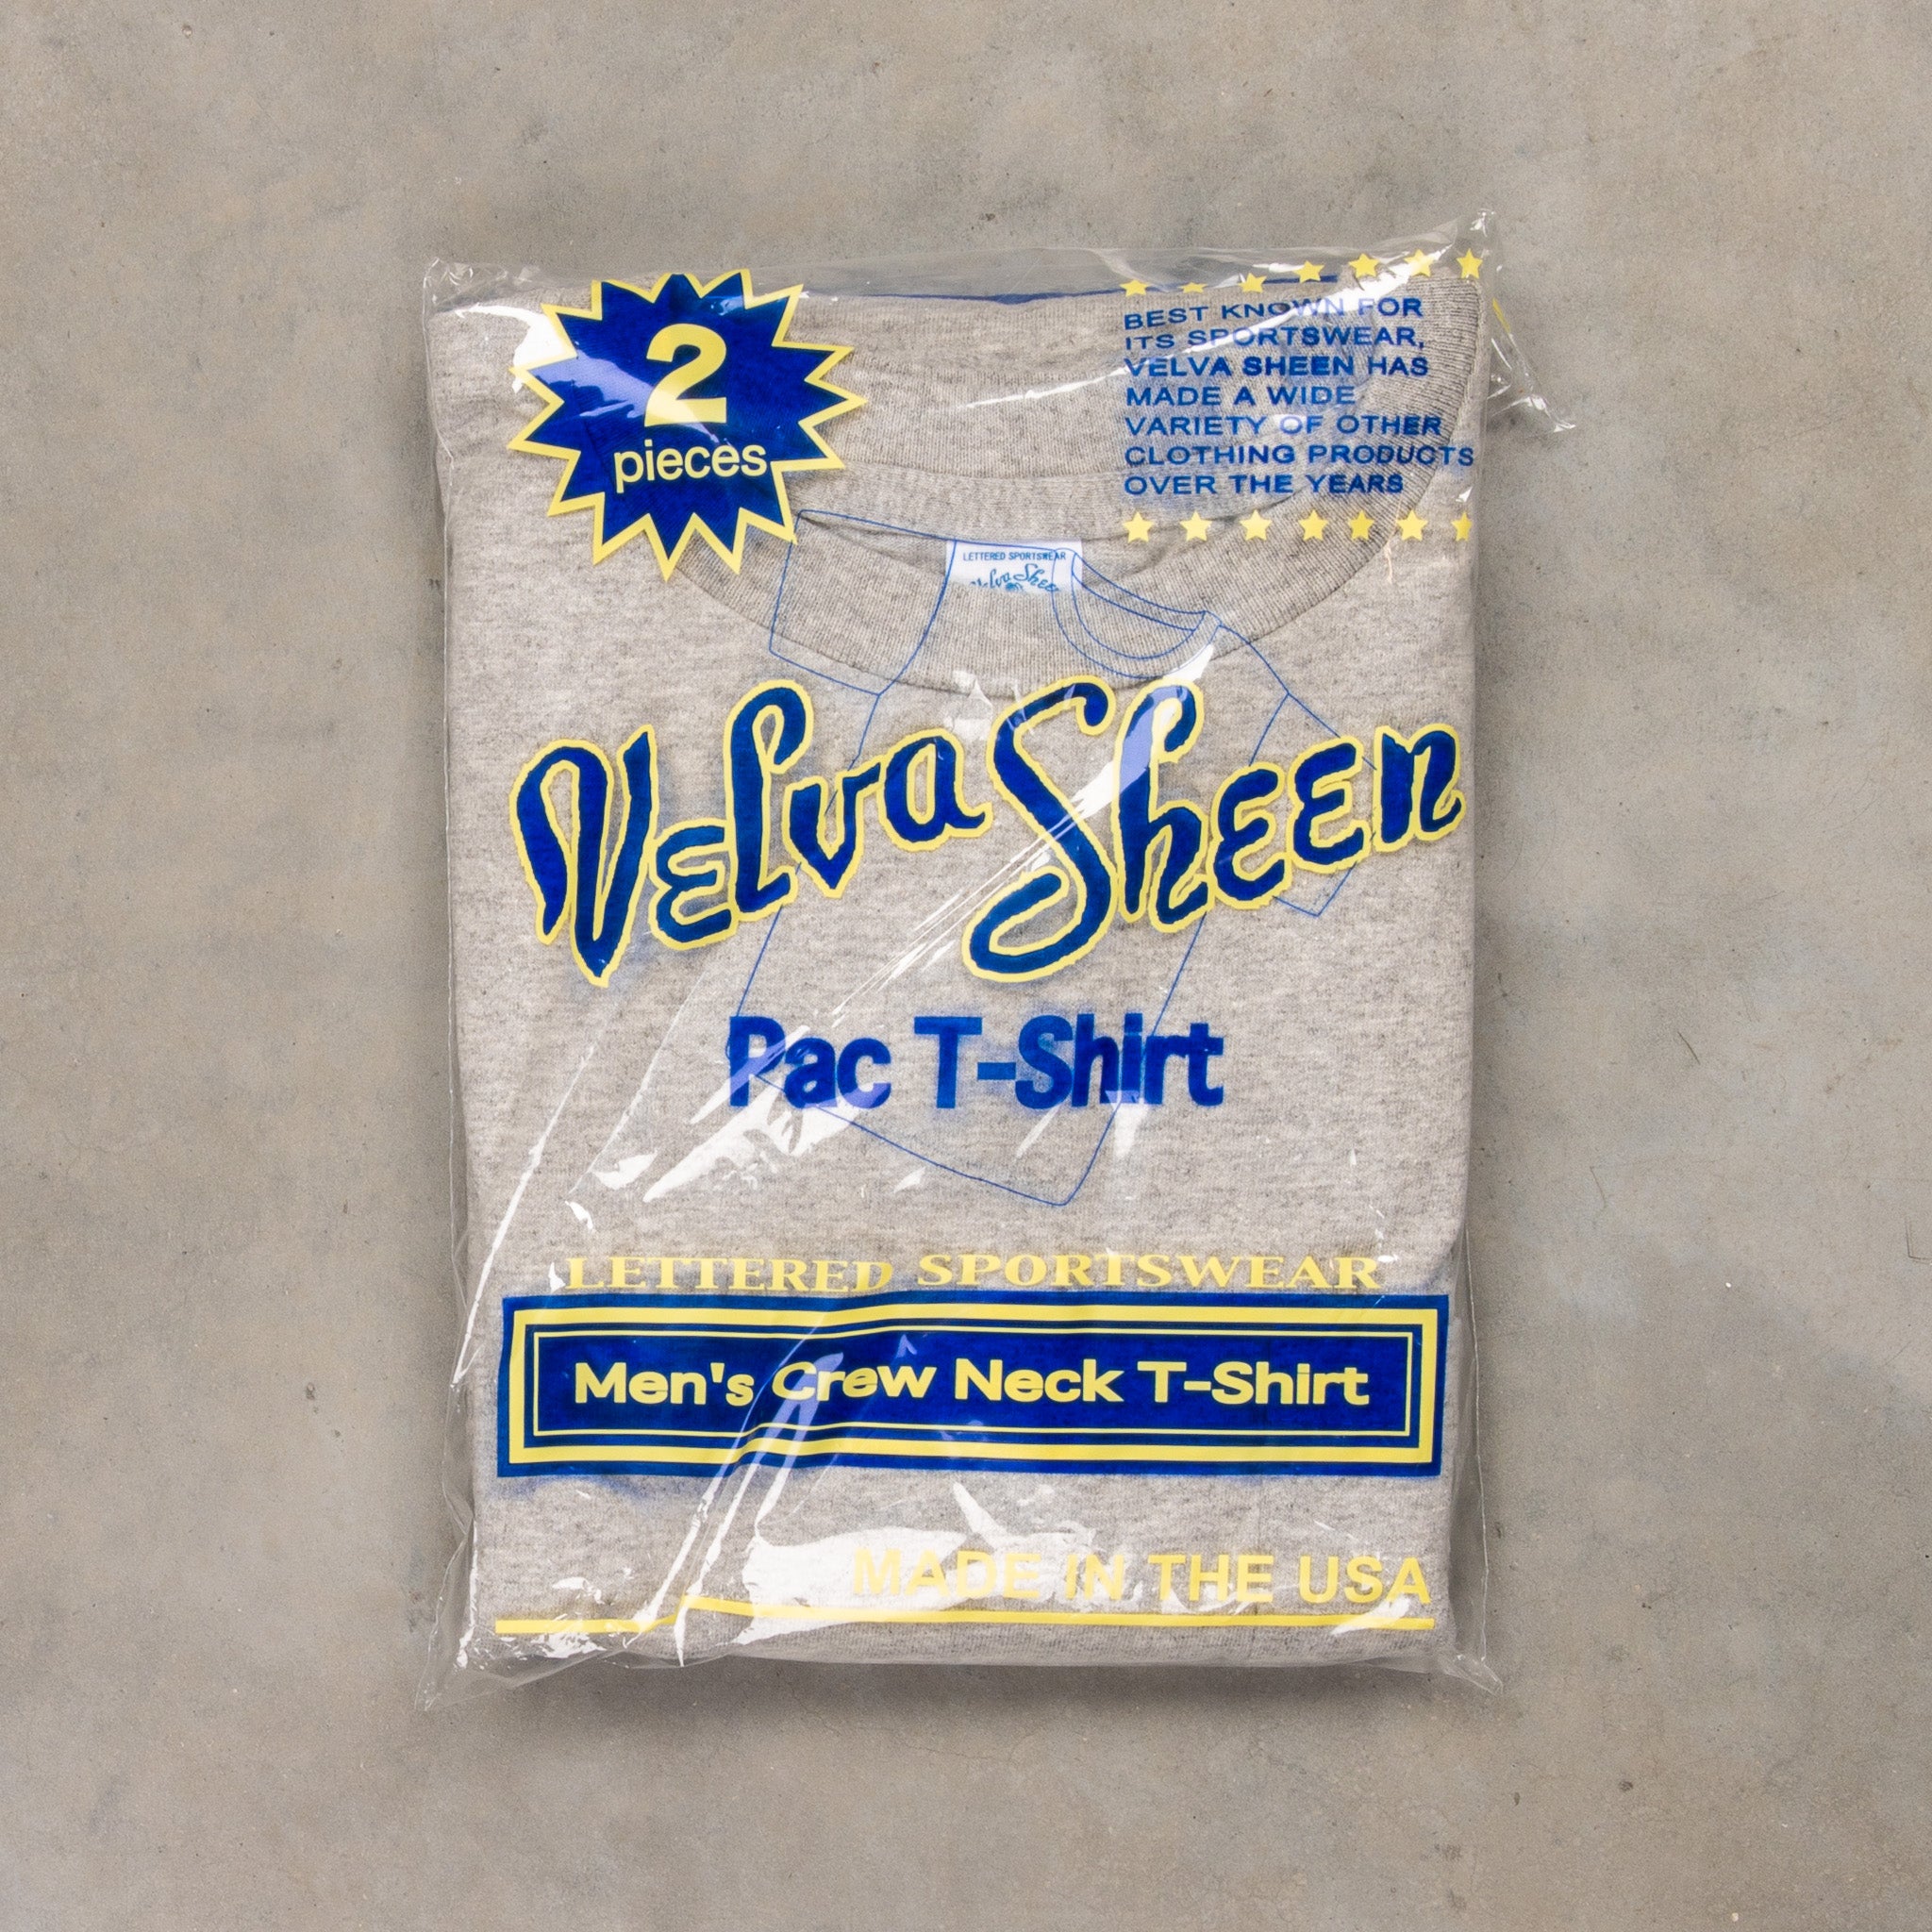 2
pieces
BEST KNOWN FOR
ITS SPORTSWEAR,
VELVA SHEEN HAS
MADE A WIDE
VARIETY OF OTHER
CLOTHING PRODUCTS
OVER THE YEARS
LETTERED SPORTSWEAR
Velva Sheen
Velva Sheen
Pac T-Shirt
LETTERED SPORTSWEAR
Men's Crew Neck T-Shirt
MADE IN THE USA